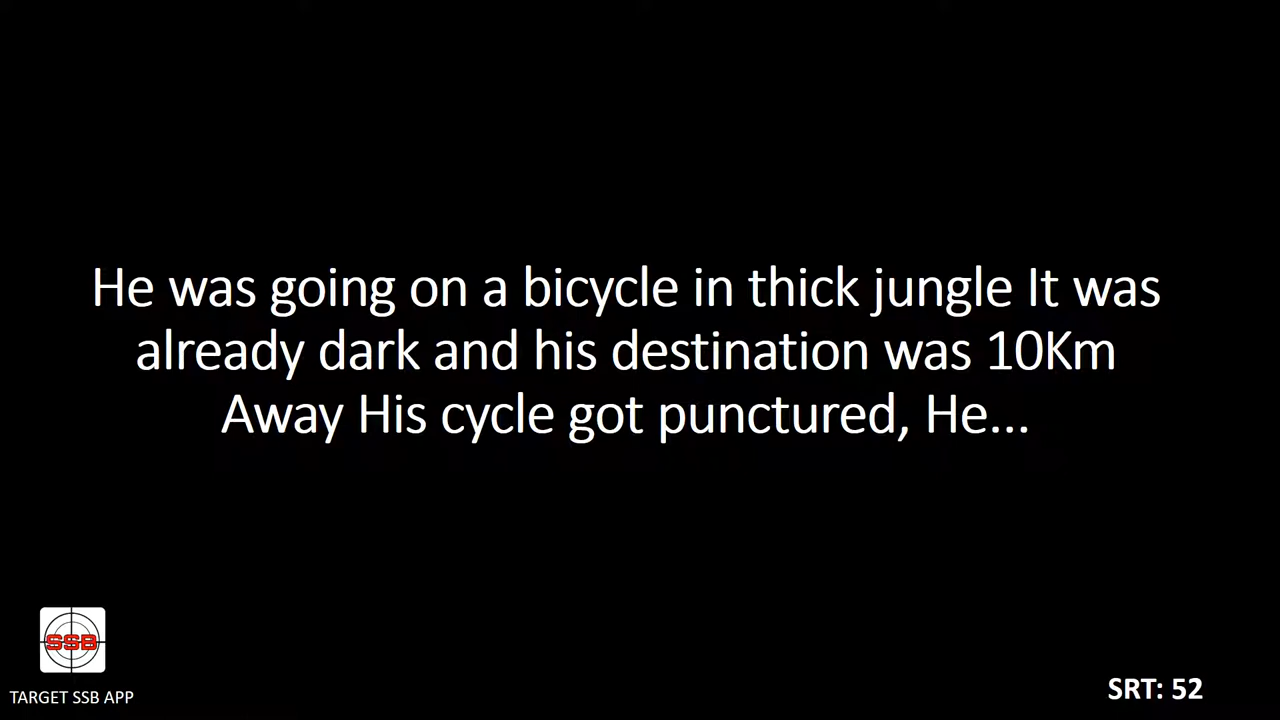 He was going on a bicycle in thick jungle It was
already dark and his destination was 10Km
Away His cycle got punctured, He...
SSB
TARGET SSB APP
SRT: 52